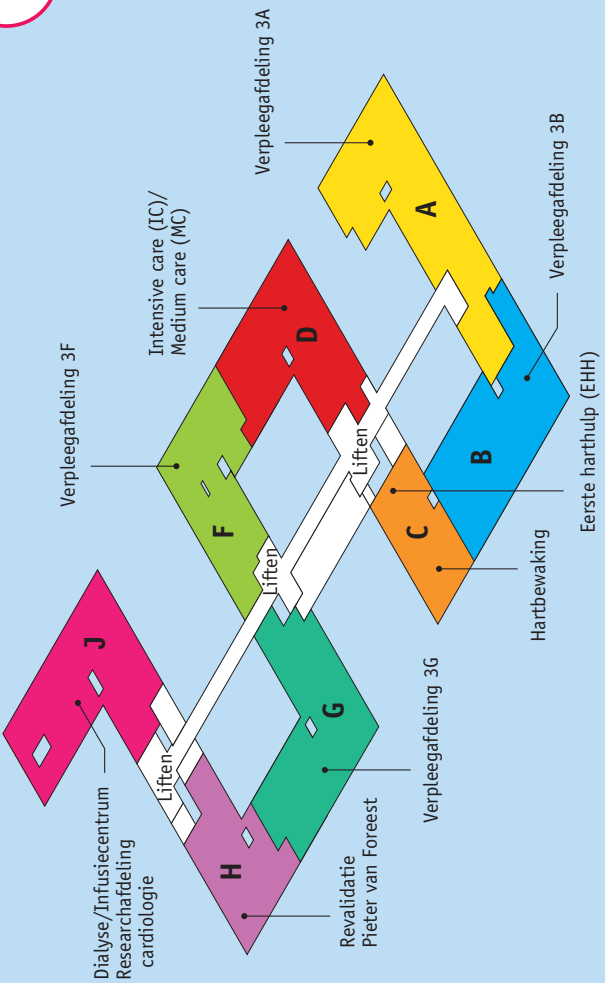 Dialyse/Infusiecentrum
Researchafdeling
cardiologie
J
Verpleegafdeling 3F
Intensive care (IC)/
Medium care (MC)
Verpleegafdeling 3A
Liften
F
D
A
Liften
Liften
H
G
C
B
Revalidatie
Pieter van Foreest
Verpleegafdeling 3G
Hartbewaking
Eerste harthulp (EHH)
Verpleegafdeling 3B